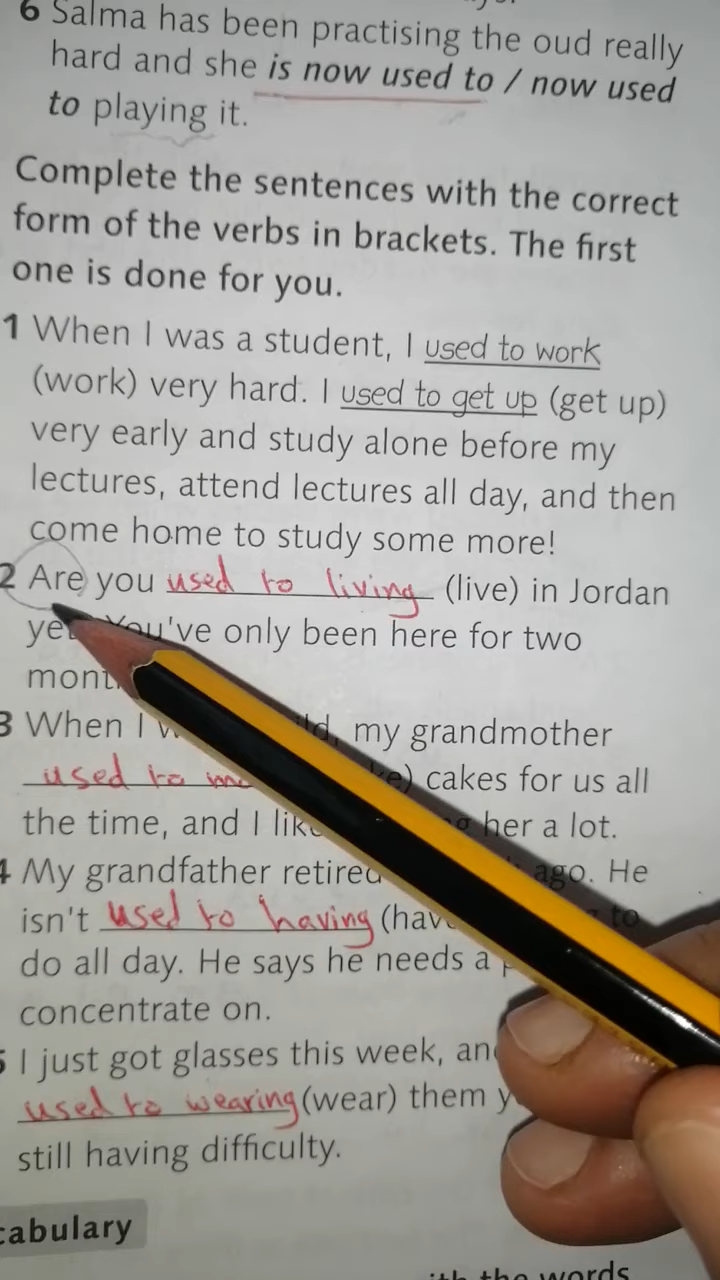 6 Salma has been practising the oud really
hard and she is now used to / now used
to playing it.
Complete the sentences with the correct
form of the verbs in brackets. The first
one is done for you.
1 When I was a student, I used to work
(work) very hard. I used to get up (get up)
very early and study alone before my
lectures, attend lectures all day, and then
come home to study some more!
2 Are you used to living (live) in Jordan
You've only been here for two
3 When I my grandmother
used to cakes for us all
the time, and I her a lot.
4 My grandfather retired ago. He
isn't used to having to
do all day. He says he needs a
concentrate on.
5 I just got glasses this week,
used to wearing (wear) them
still having difficulty.